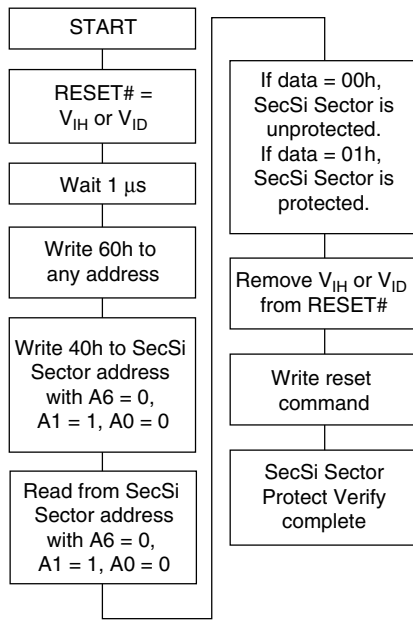 START
RESET# =
V_IH or V_ID
Wait 1 μs
Write 60h to
any address
Write 40h to SecSi
Sector address
with A6 = 0,
A1 = 1, A0 = 0
Read from SecSi
Sector address
with A6 = 0,
A1 = 1, A0 = 0
If data = 00h,
SecSi Sector is
unprotected.
If data = 01h,
SecSi Sector is
protected.
Remove V_IH or V_ID
from RESET#
Write reset
command
SecSi Sector
Protect Verify
complete